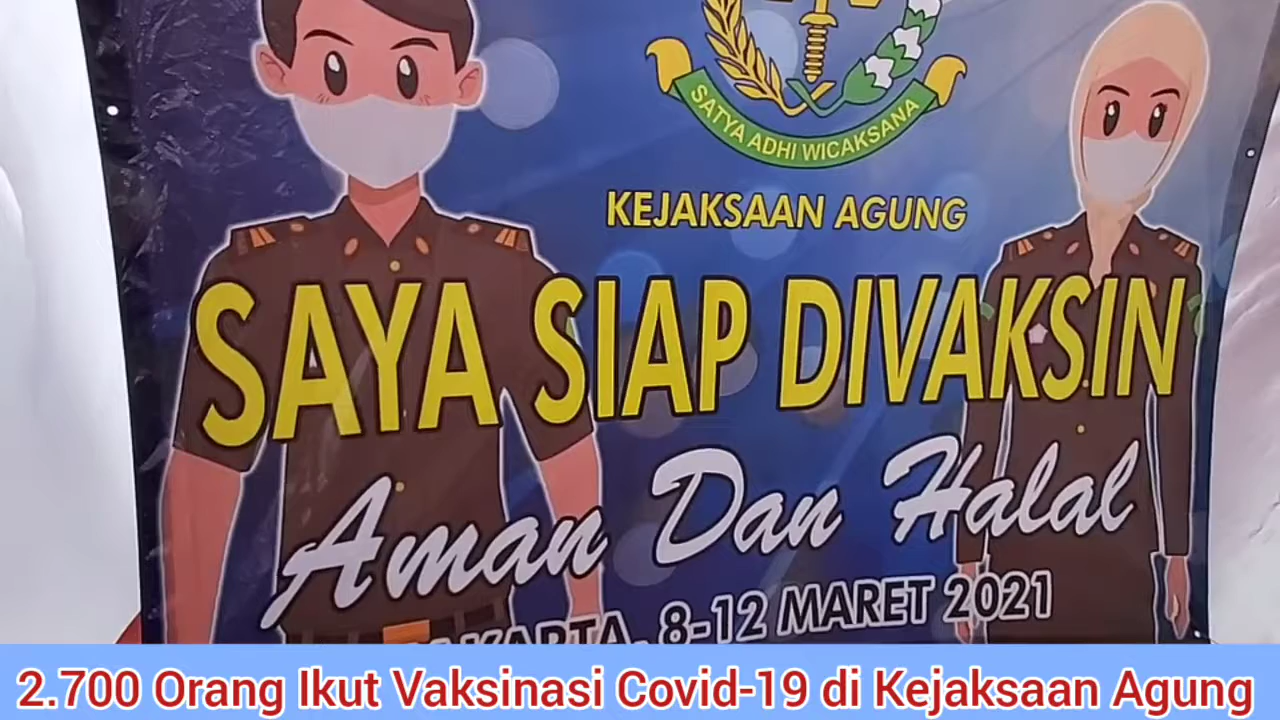 SATYA ADHI WICAKSANA
KEJAKSAAN AGUNG
SAYA SIAP DIVAKSIN
Aman Dan Halal
JAKARTA, 8-12 MARET 2021
2.700 Orang Ikut Vaksinasi Covid-19 di Kejaksaan Agung